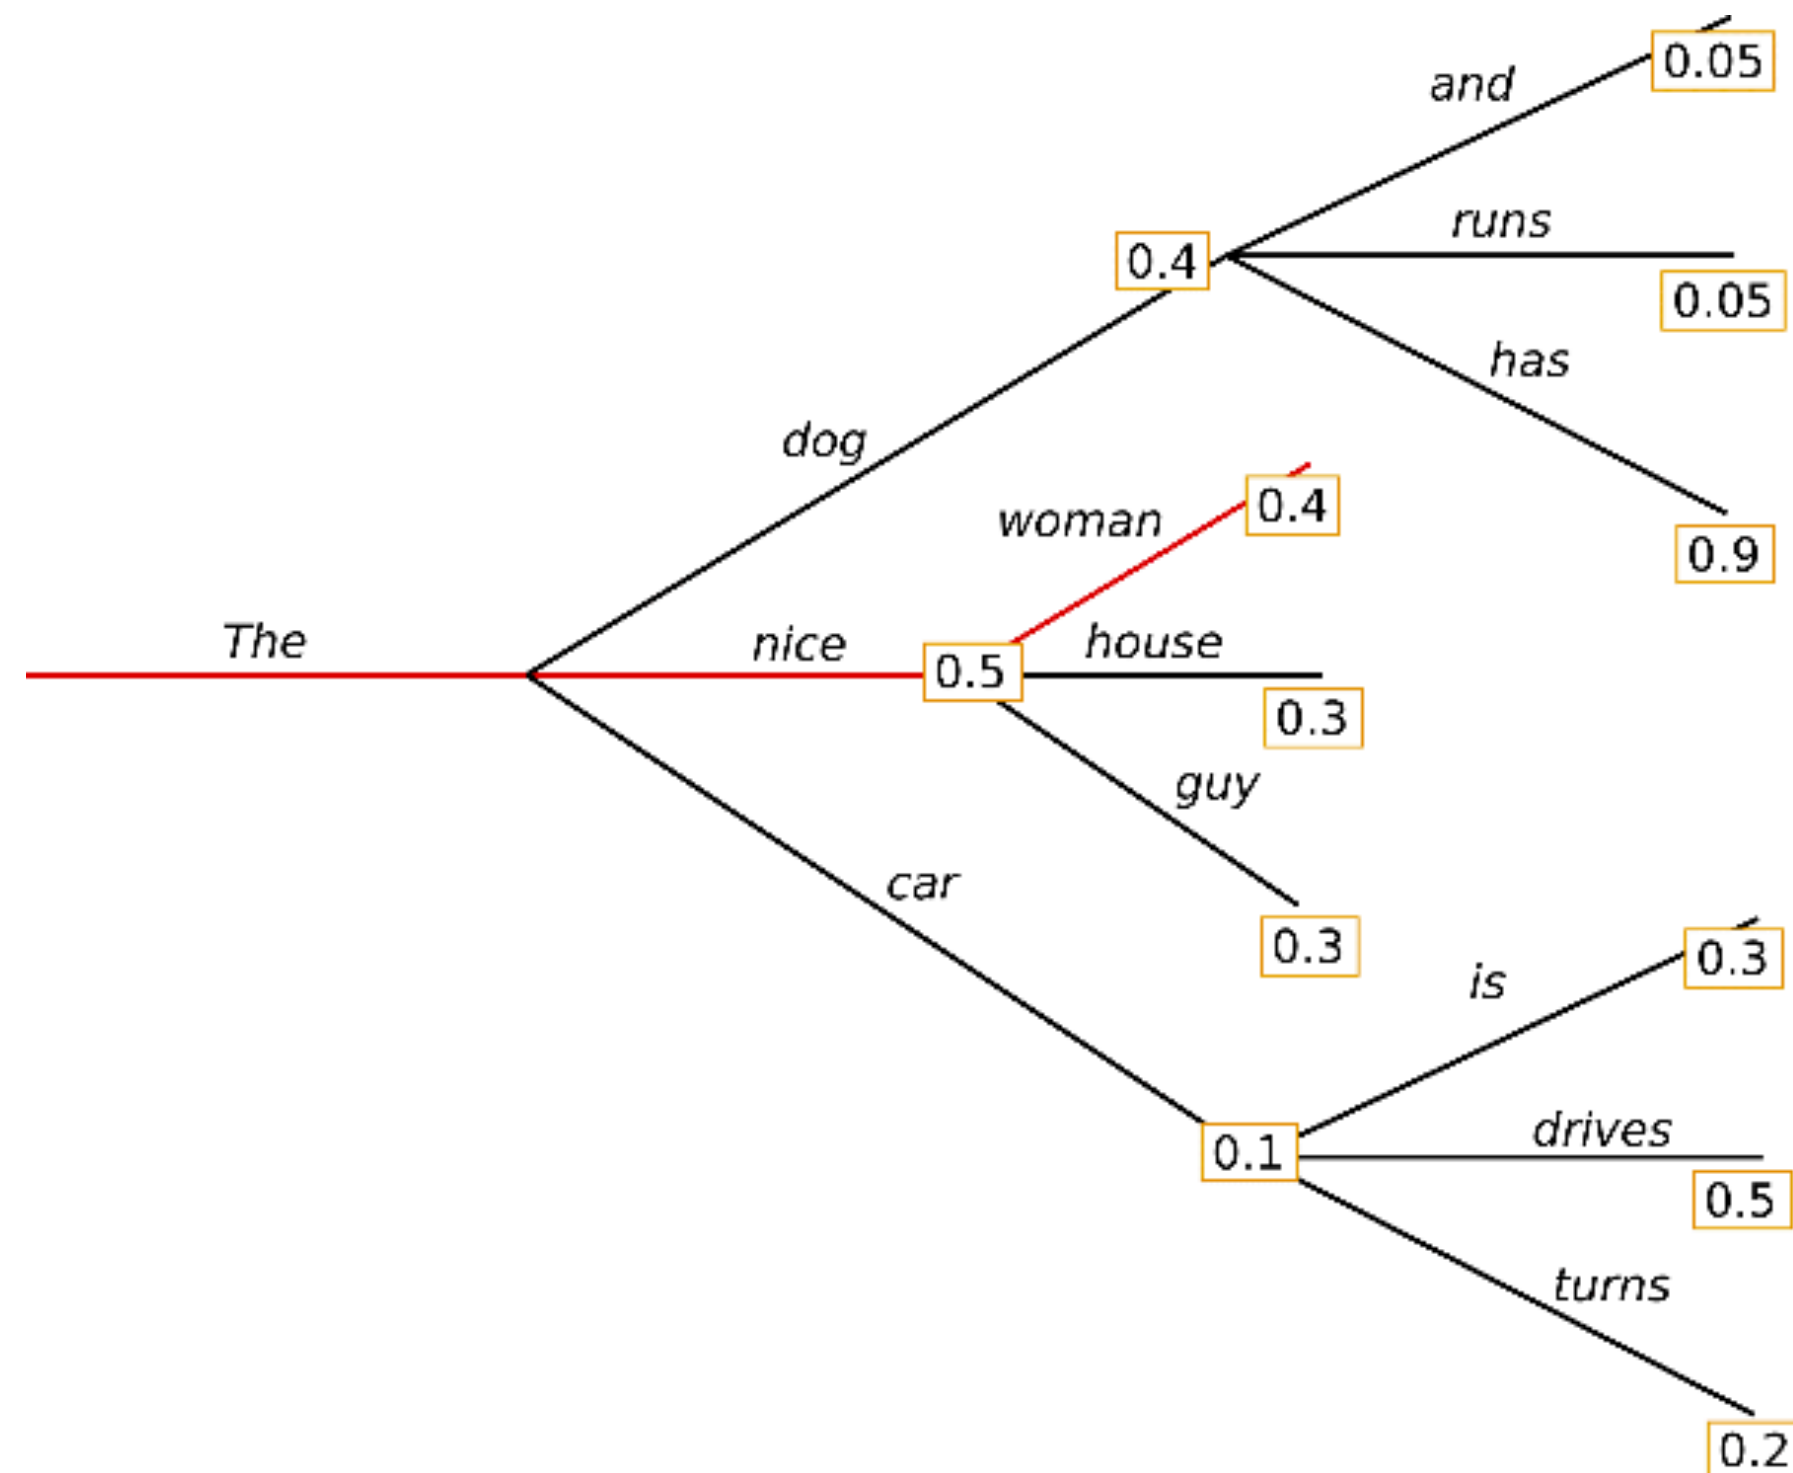 and
0.05
runs
0.4
0.05
has
dog
0.9
woman
0.4
The
nice
house
0.5
0.3
guy
car
0.3
is
0.3
drives
0.1
0.5
turns
0.2